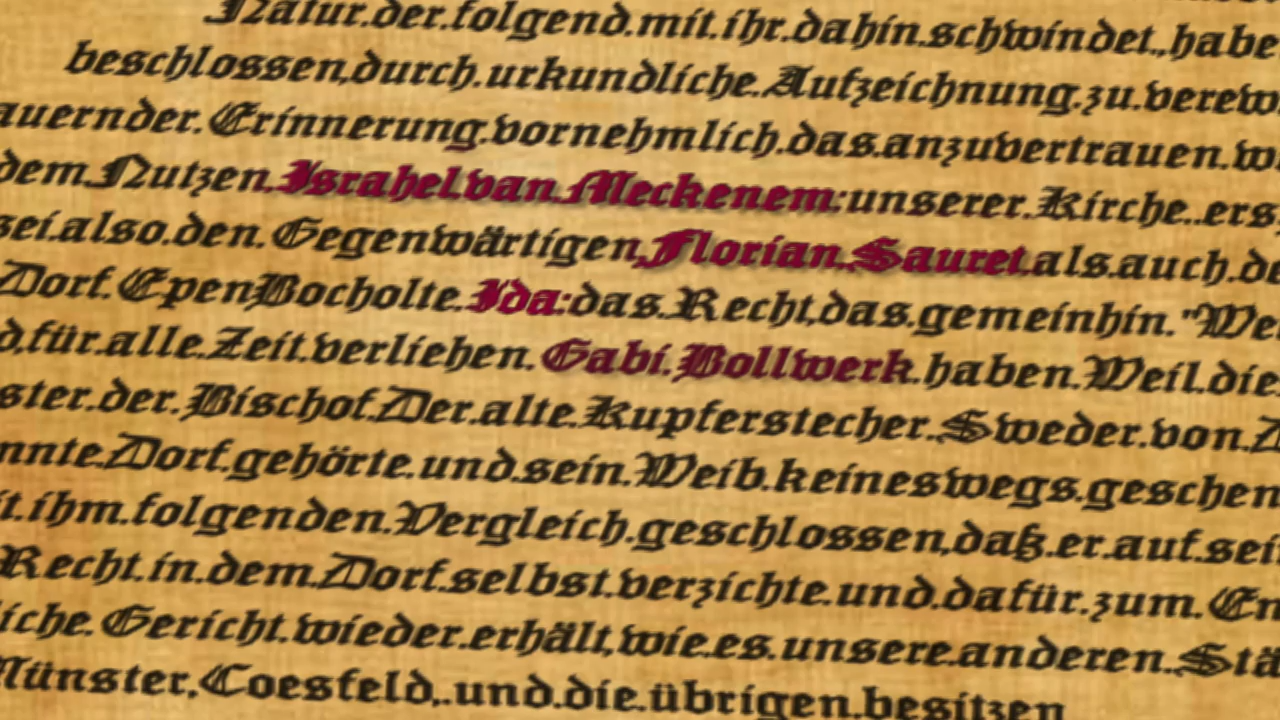 Natur.der.folgend.mit.ihr.dahin.schwindet.,habe
beschlossen,durch.urkundliche.Aufzeichnung.zu.verew
auernder.Erinnerung.vornehmlich.das.anzuvertrauen.w
dem.Nutzen.Israhel.van.Meckenem:unserer.Kirche..ers
sei.also.den.Gegenwärtigen,Florian.Sauret.als.auch.de
Dorf.EpenBocholte.Ida:das.Recht,das.gemeinhin."We
d,für.alle.Zeit.verliehen.Gabi.Bollwerk.haben.Weil.die
ster.der.Bischof.Der.alte.Kupferstecher.Sweder.von.
nnte.Dorf.gehörte.und.sein.Weib.keineswegs.geschen
it.ihm.folgenden.Vergleich.geschlossen,daß.er.auf.sei
Recht.in.dem.Dorf.selbst.verzichte.und.dafür.zum.En
iche.Gericht.wieder.erhält,wie.es.unsere.anderen.Stä
Münster,Coesfeld,.und.die.übrigen.besitzen